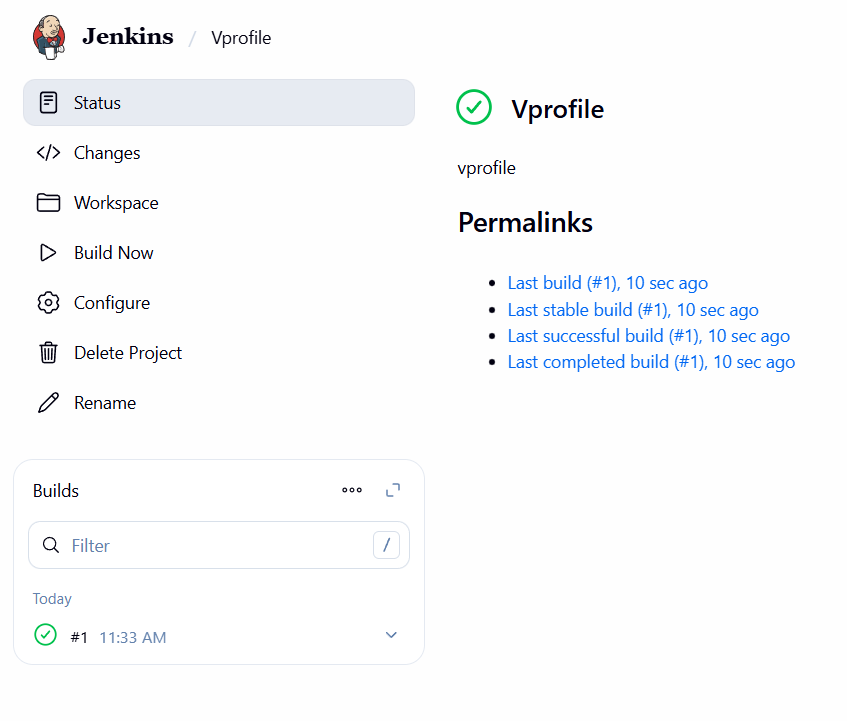 Jenkins / Vprofile
Status
Changes
Workspace
Build Now
Configure
Delete Project
Rename
Builds
Filter /
Today
#1 11:33 AM
Vprofile
vprofile
Permalinks
Last build (#1), 10 sec ago
Last stable build (#1), 10 sec ago
Last successful build (#1), 10 sec ago
Last completed build (#1), 10 sec ago